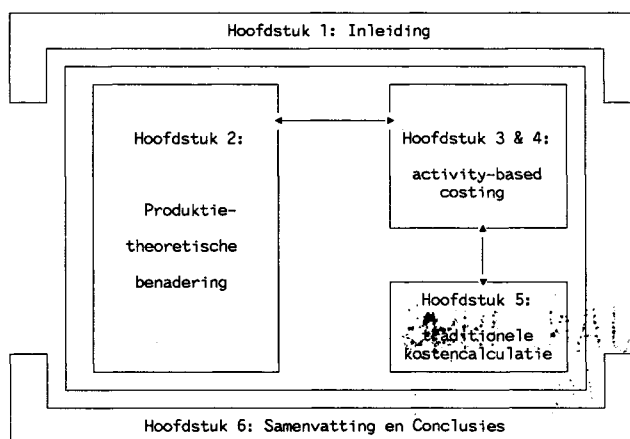 Hoofdstuk 1: Inleiding
Hoofdstuk 2:
Produktie-
theoretische
benadering
Hoofdstuk 3 & 4:
activity-based
costing
Hoofdstuk 5:
traditionele
kostencalculatie
Hoofdstuk 6: Samenvatting en Conclusies